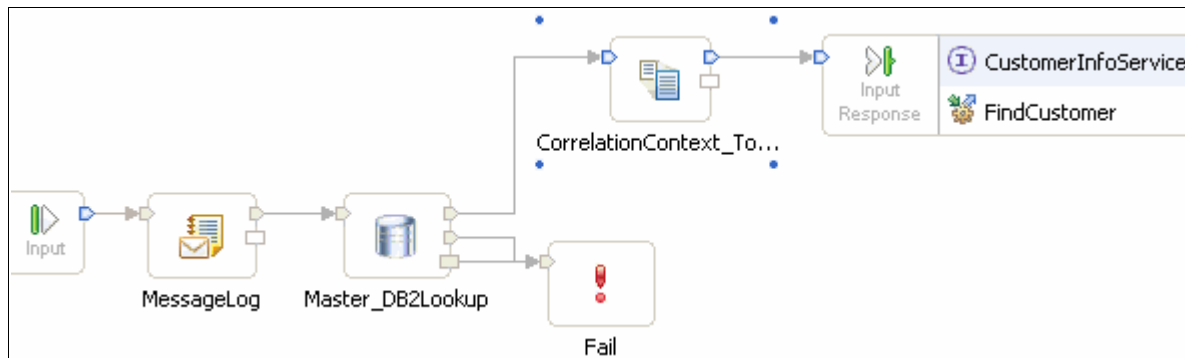 CustomerInfoService
Input
Response
FindCustomer
CorrelationContext_To...
Input
MessageLog
Master_DB2Lookup
Fail